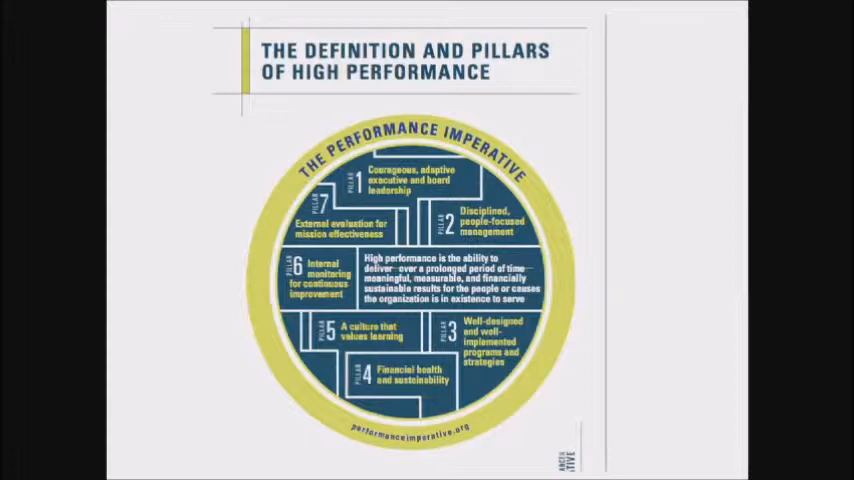 THE DEFINITION AND PILLARS
OF HIGH PERFORMANCE
THE PERFORMANCE IMPERATIVE
PILLAR 1
Courageous, adaptive
executive and board
leadership
PILLAR 7
External evaluation for
mission effectiveness
PILLAR 2
Disciplined,
people-focused
management
PILLAR 6
Internal
monitoring
for continuous
improvement
High performance is the ability to
deliver over a prolonged period of time
meaningful, measurable, and financially
sustainable results for the people or causes
the organization is in existence to serve
PILLAR 5
A culture that
values learning
PILLAR 3
Well-designed
and well-
implemented
programs and
strategies
PILLAR 4
Financial health
and sustainability
performanceimperative.org